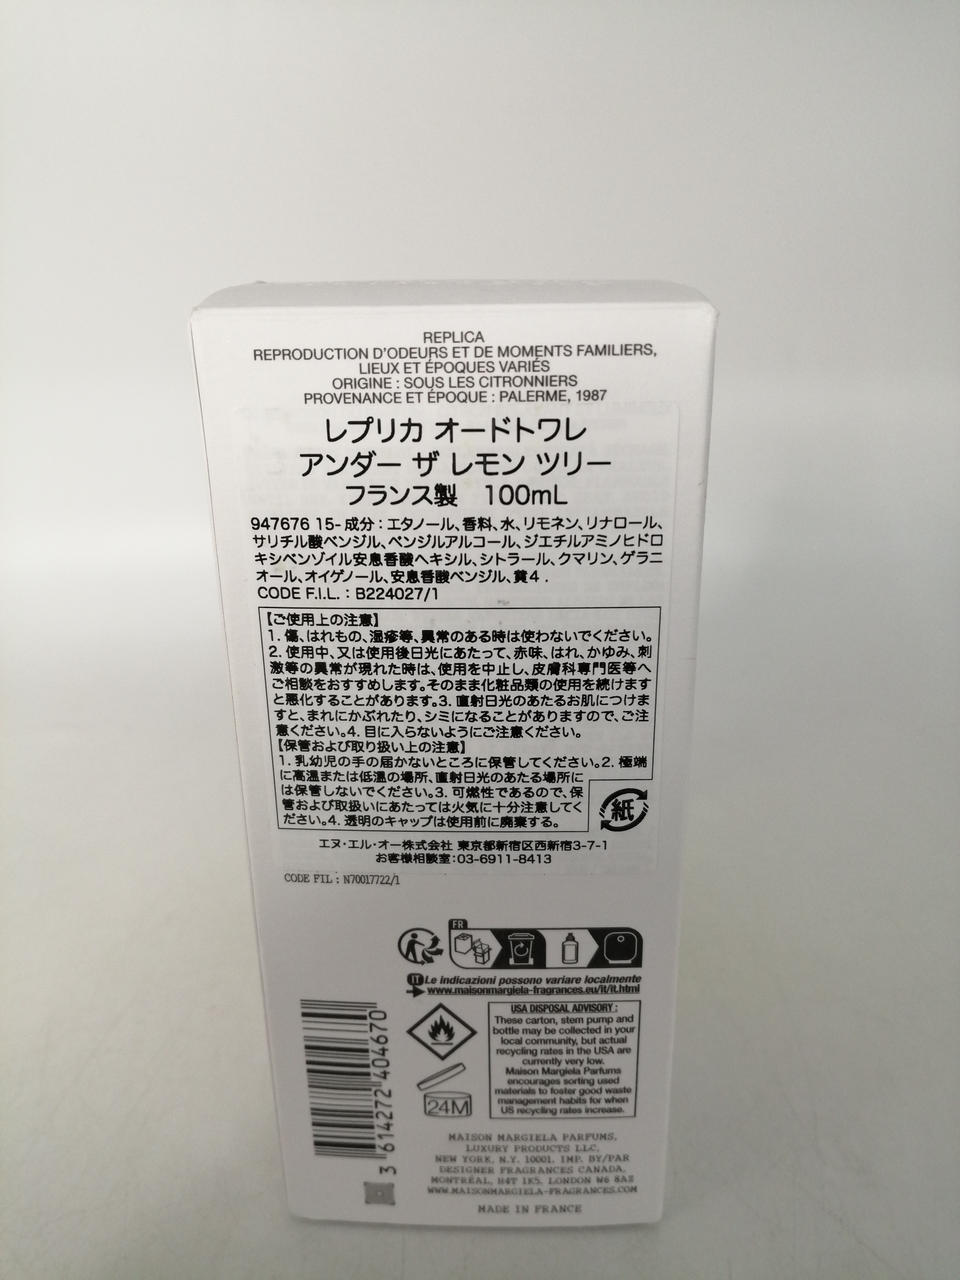 REPLICA
REPRODUCTION D'ODEURS ET DE MOMENTS FAMILIERS,
LIEUX ET ÉPOQUES VARIÉS
ORIGINE : SOUS LES CITRONNIERS
PROVENANCE ET ÉPOQUE : PALERME, 1987
レプリカ オードトワレ
アンダー ザ レモン ツリー
フランス製 100mL
947676 15- 成分：エタノール、香料、水、リモネン、リナロール、
サリチル酸ベンジル、ベンジルアルコール、ジエチルアミノヒドロ
キシベンゾイル安息香酸ヘキシル、シトラール、クマリン、ゲラニ
オール、オイゲノール、安息香酸ベンジル、黄4 .
CODE F.I.L. : B224027/1
【ご使用上の注意】
1. 傷、はれもの、湿疹等、異常のある時は使わないでください。
2. 使用中、又は使用後日光にあたって、赤味、はれ、かゆみ、刺
激等の異常が現れた時は、使用を中止し、皮膚科専門医等へ
ご相談をおすすめします。そのまま化粧品類の使用を続けます
と悪化することがあります。3. 直射日光のあたるお肌につけま
すと、まれにかぶれたり、シミになることがありますので、ご注
意ください。4. 目に入らないようにご注意ください。
【保管および取り扱い上の注意】
1. 乳幼児の手の届かないところに保管してください。2. 極端
に高温または低温の場所、直射日光のあたる場所に
は保管しないでください。3. 可燃性であるので、保
管および取扱いにあたっては火気に十分注意してく
ださい。4. 透明のキャップは使用前に廃棄する。
紙
エヌ・エル・オー株式会社 東京都新宿区西新宿3-7-1
お客様相談室：03-6911-8413
CODE FIL : N70017722/1
FR
IT Le indicazioni possono variare localmente
www.maisonmargiela-fragrances.eu/it/it.html
USA DISPOSAL ADVISORY :
These carton, stem pump and
bottle may be collected in your
local community, but actual
recycling rates in the USA are
currently very low.
Maison Margiela Parfums
encourages sorting used
materials to foster good waste
management habits for when
US recycling rates increase.
24M
3 614272 404670
MAISON MARGIELA PARFUMS,
LUXURY PRODUCTS LLC,
NEW YORK, N.Y. 10001. IMP. BY/PAR
DESIGNER FRAGRANCES CANADA,
MONTRÉAL, H4T 1K5. LONDON W6 8AZ
WWW.MAISONMARGIELA-FRAGRANCES.COM
MADE IN FRANCE